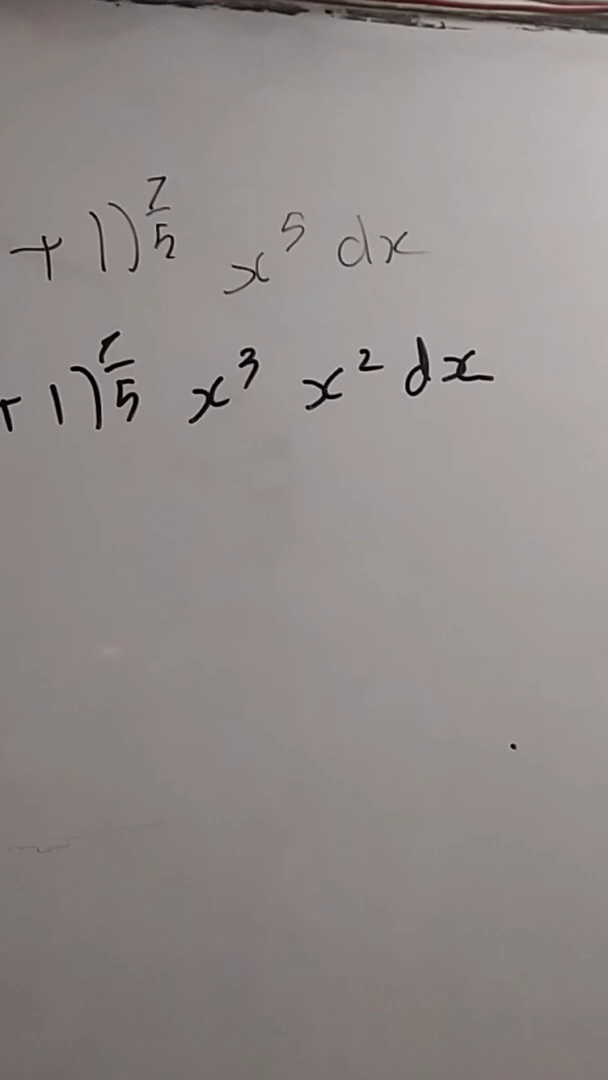 + 1)^{7/5} x^5 dx
+ 1)^{7/5} x^3 x^2 dx